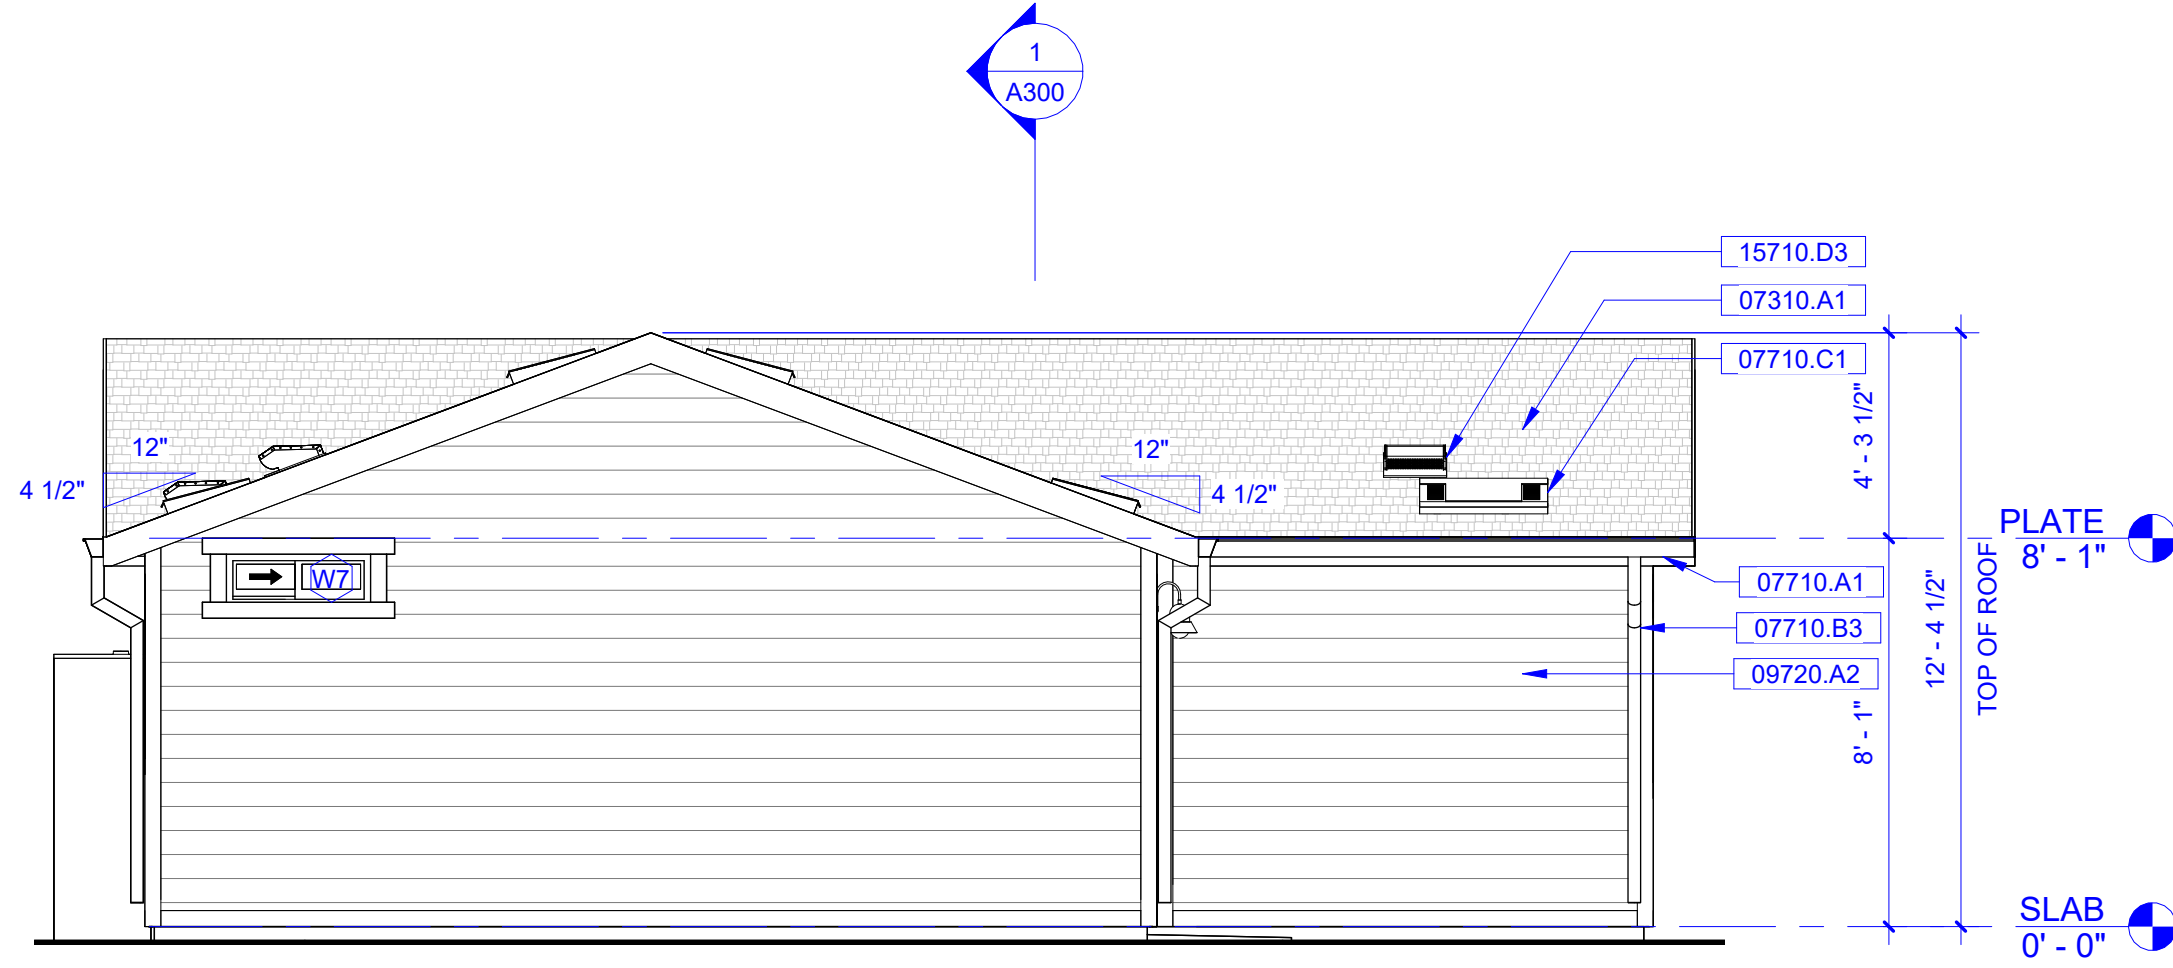 1
A300
15710.D3
07310.A1
07710.C1
12"
4 1/2"
12"
4 1/2"
4' - 3 1/2"
PLATE
8' - 1"
W7
07710.A1
07710.B3
09720.A2
8' - 1"
12' - 4 1/2"
TOP OF ROOF
SLAB
0' - 0"